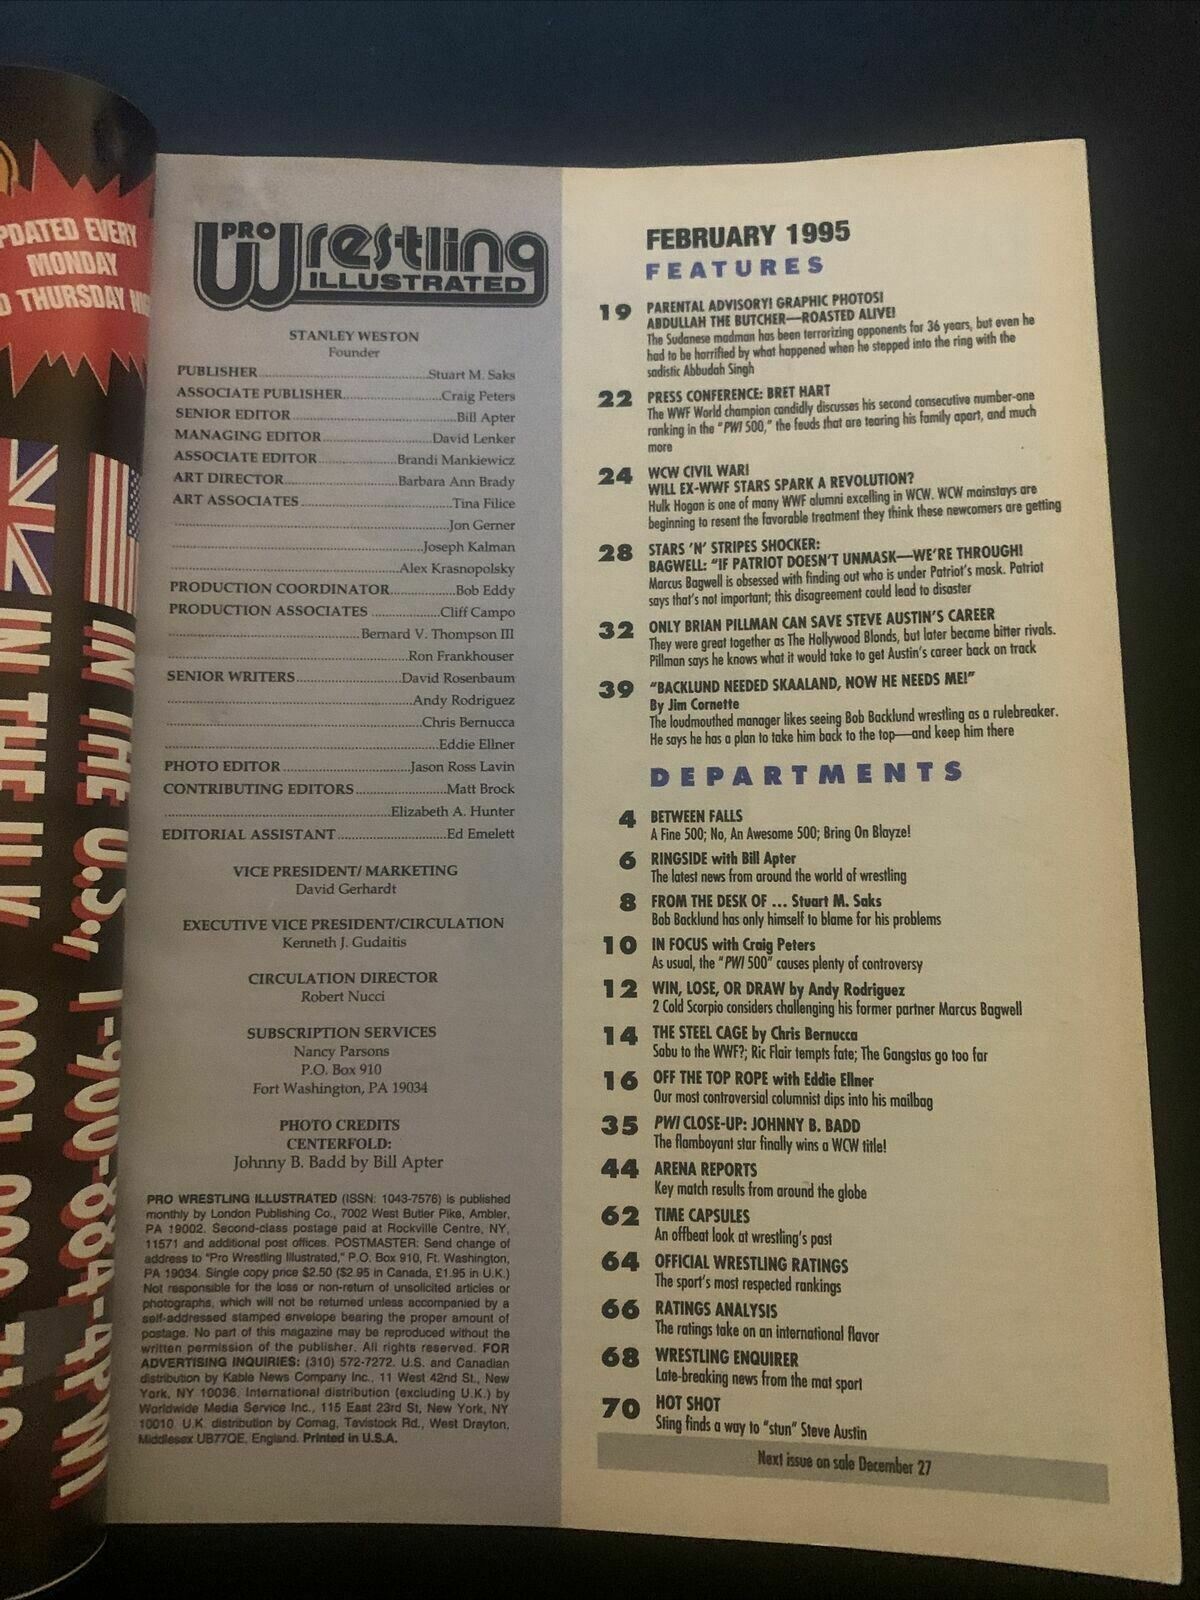 PDATED EVERY
MONDAY
THURSDAY
IN THE U.S., 1-900-884-4PWI
IN THE U.K.
PRO
Wrestling
ILLUSTRATED
STANLEY WESTON
Founder
PUBLISHER Stuart M. Saks
ASSOCIATE PUBLISHER Craig Peters
SENIOR EDITOR Bill Apter
MANAGING EDITOR David Lenker
ASSOCIATE EDITOR Brandi Mankiewicz
ART DIRECTOR Barbara Ann Brady
ART ASSOCIATES Tina Filice
Jon Gerner
Joseph Kalman
Alex Krasnopolsky
PRODUCTION COORDINATOR Bob Eddy
PRODUCTION ASSOCIATES Cliff Campo
Bernard V. Thompson III
Ron Frankhouser
SENIOR WRITERS David Rosenbaum
Andy Rodriguez
Chris Bernucca
Eddie Ellner
PHOTO EDITOR Jason Ross Lavin
CONTRIBUTING EDITORS Matt Brock
Elizabeth A. Hunter
EDITORIAL ASSISTANT Ed Emelett
VICE PRESIDENT/ MARKETING
David Gerhardt
EXECUTIVE VICE PRESIDENT/CIRCULATION
Kenneth J. Gudaitis
CIRCULATION DIRECTOR
Robert Nucci
SUBSCRIPTION SERVICES
Nancy Parsons
P.O. Box 910
Fort Washington, PA 19034
PHOTO CREDITS
CENTERFOLD:
Johnny B. Badd by Bill Apter
PRO WRESTLING ILLUSTRATED (ISSN: 1043-7576) is published
monthly by London Publishing Co., 7002 West Butler Pike, Ambler,
PA 19002. Second-class postage paid at Rockville Centre, NY,
11571 and additional post offices. POSTMASTER: Send change of
address to "Pro Wrestling Illustrated," P.O. Box 910, Ft. Washington,
PA 19034. Single copy price $2.50 ($2.95 in Canada, £1.95 in U.K.)
Not responsible for the loss or non-return of unsolicited articles or
photographs, which will not be returned unless accompanied by a
self-addressed stamped envelope bearing the proper amount of
postage. No part of this magazine may be reproduced without the
written permission of the publisher. All rights reserved. FOR
ADVERTISING INQUIRIES: (310) 572-7272. U.S. and Canadian
distribution by Kable News Company Inc., 11 West 42nd St., New
York, NY 10036. International distribution (excluding U.K.) by
Worldwide Media Service Inc., 115 East 23rd St, New York, NY
10010. U.K. distribution by Comag, Tavistock Rd., West Drayton,
Middlesex UB77QE, England. Printed in U.S.A.
FEBRUARY 1995
FEATURES
19 PARENTAL ADVISORY! GRAPHIC PHOTOS!
ABDULLAH THE BUTCHER—ROASTED ALIVE!
The Sudanese madman has been terrorizing opponents for 36 years, but even he
had to be horrified by what happened when he stepped into the ring with the
sadistic Abbudah Singh
22 PRESS CONFERENCE: BRET HART
The WWF World champion candidly discusses his second consecutive number-one
ranking in the "PWI 500," the feuds that are tearing his family apart, and much
more
24 WCW CIVIL WAR!
WILL EX-WWF STARS SPARK A REVOLUTION?
Hulk Hogan is one of many WWF alumni excelling in WCW. WCW mainstays are
beginning to resent the favorable treatment they think these newcomers are getting
28 STARS 'N' STRIPES SHOCKER:
BAGWELL: "IF PATRIOT DOESN'T UNMASK—WE'RE THROUGH!
Marcus Bagwell is obsessed with finding out who is under Patriot's mask. Patriot
says that's not important; this disagreement could lead to disaster
32 ONLY BRIAN PILLMAN CAN SAVE STEVE AUSTIN'S CAREER
They were great together as The Hollywood Blonds, but later became bitter rivals.
Pillman says he knows what it would take to get Austin's career back on track
39 "BACKLUND NEEDED SKAALAND, NOW HE NEEDS ME!"
By Jim Cornette
The loudmouthed manager likes seeing Bob Backlund wrestling as a rulebreaker.
He says he has a plan to take him back to the top—and keep him there
DEPARTMENTS
4 BETWEEN FALLS
A Fine 500; No, An Awesome 500; Bring On Blayze!
6 RINGSIDE with Bill Apter
The latest news from around the world of wrestling
8 FROM THE DESK OF ... Stuart M. Saks
Bob Backlund has only himself to blame for his problems
10 IN FOCUS with Craig Peters
As usual, the "PWI 500" causes plenty of controversy
12 WIN, LOSE, OR DRAW by Andy Rodriguez
2 Cold Scorpio considers challenging his former partner Marcus Bagwell
14 THE STEEL CAGE by Chris Bernucca
Sabu to the WWF?; Ric Flair tempts fate; The Gangstas go too far
16 OFF THE TOP ROPE with Eddie Ellner
Our most controversial columnist dips into his mailbag
35 PWI CLOSE-UP: JOHNNY B. BADD
The flamboyant star finally wins a WCW title!
44 ARENA REPORTS
Key match results from around the globe
62 TIME CAPSULES
An offbeat look at wrestling's past
64 OFFICIAL WRESTLING RATINGS
The sport's most respected rankings
66 RATINGS ANALYSIS
The ratings take on an international flavor
68 WRESTLING ENQUIRER
Late-breaking news from the mat sport
70 HOT SHOT
Sting finds a way to "stun" Steve Austin
Next issue on sale December 27